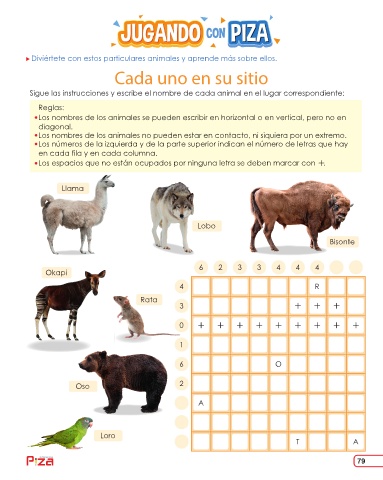 JUGANDO CON PIZA
Diviértete con estos particulares animales y aprende más sobre ellos.
Cada uno en su sitio
Sigue las instrucciones y escribe el nombre de cada animal en el lugar correspondiente:
Reglas:
• Los nombres de los animales se pueden escribir en horizontal o en vertical, pero no en
diagonal.
• Los nombres de los animales no pueden estar en contacto, ni siquiera por un extremo.
• Los números de la izquierda y de la parte superior indican el número de letras que hay
en cada fila y en cada columna.
• Los espacios que no están ocupados por ninguna letra se deben marcar con +.
Llama
Lobo
Bisonte
Okapi
Rata
Oso
Loro
6 2 3 3 4 4 4
4 R
3 + + +
0 + + + + + + + + +
1
6 O
2
A
T A
Piza
79